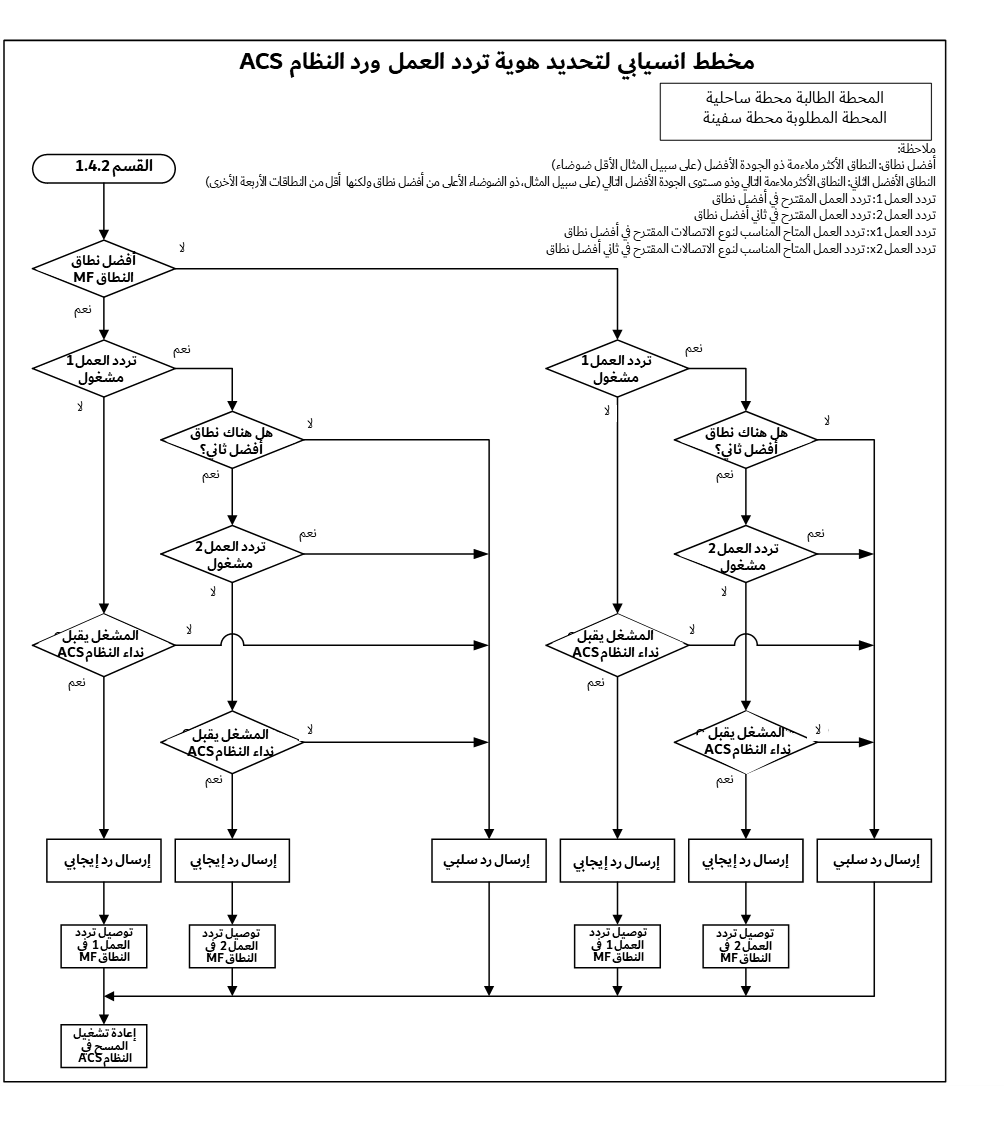 مخطط انسيابي لتحديد هوية تردد العمل ورد النظام ACS
المحطة الطالبة محطة ساحلية
المحطة المطلوبة محطة سفينة
ملاحظة:
أفضل نطاق: النطاق الأكثر ملاءمة ذو الجودة الأفضل (على سبيل المثال الأقل ضوضاء)
النطاق الأفضل الثاني: النطاق الأكثر ملاءمة التالي وذو مستوى الجودة الأفضل التالي (على سبيل المثال، ذو الضوضاء الأعلى من أفضل نطاق ولكنها أقل من النطاقات الأربعة الأخرى)
تردد العمل 1: تردد العمل المقترح في أفضل نطاق
تردد العمل 2: تردد العمل المقترح في ثاني أفضل نطاق
تردد العمل x1: تردد العمل المتاح المناسب لنوع الاتصالات المقترح في أفضل نطاق
تردد العمل x2: تردد العمل المتاح المناسب لنوع الاتصالات المقترح في ثاني أفضل نطاق
القسم 1.4.2
أفضل نطاق
النطاق MF
لا
نعم
تردد العمل 1
مشغول
نعم
لا
تردد العمل 1
مشغول
نعم
لا
هل هناك نطاق
أفضل ثاني؟
لا
نعم
هل هناك نطاق
أفضل ثاني؟
لا
نعم
تردد العمل 2
مشغول
نعم
لا
تردد العمل 2
مشغول
نعم
لا
المشغل يقبل
نداء النظام ACS
لا
نعم
المشغل يقبل
نداء النظام ACS
لا
نعم
المشغل يقبل
نداء النظام ACS
لا
نعم
المشغل يقبل
نداء النظام ACS
لا
نعم
إرسال رد إيجابي
إرسال رد إيجابي
إرسال رد سلبي
إرسال رد إيجابي
إرسال رد إيجابي
إرسال رد سلبي
توصيل تردد
العمل 1 في
النطاق MF
توصيل تردد
العمل 2 في
النطاق MF
توصيل تردد
العمل 1 في
النطاق MF
توصيل تردد
العمل 2 في
النطاق MF
إعادة تشغيل
المسح في
النظام ACS